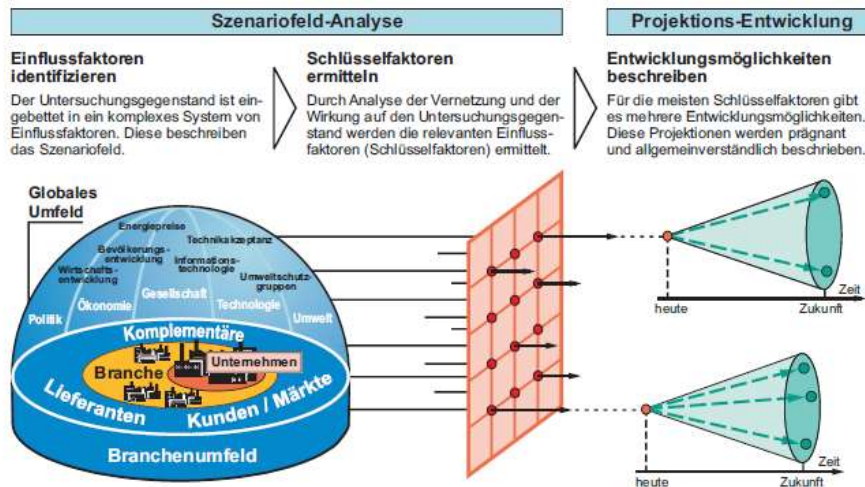 Szenariofeld-Analyse
Projektions-Entwicklung
Einflussfaktoren
identifizieren
Der Untersuchungsgegenstand ist ein-
gebettet in ein komplexes System von
Einflussfaktoren. Diese beschreiben
das Szenariofeld.
Schlüsselfaktoren
ermitteln
Durch Analyse der Vernetzung und der
Wirkung auf den Untersuchungsgegen-
stand werden die relevanten Einfluss-
faktoren (Schlüsselfaktoren) ermittelt.
Entwicklungsmöglichkeiten
beschreiben
Für die meisten Schlüsselfaktoren gibt
es mehrere Entwicklungsmöglichkeiten.
Diese Projektionen werden prägnant
und allgemeinverständlich beschrieben.
Globales
Umfeld
Energiepreise
Technikakzeptanz
Bevölkerungs-
entwicklung
Informations-
technologie
Wirtschafts-
entwicklung
Umweltschutz-
gruppen
Politik
Ökonomie
Gesellschaft
Technologie
Umwelt
Komplementäre
Branche
Unternehmen
Lieferanten
Kunden / Märkte
Branchenumfeld
Zeit
heute
Zukunft
Zeit
heute
Zukunft